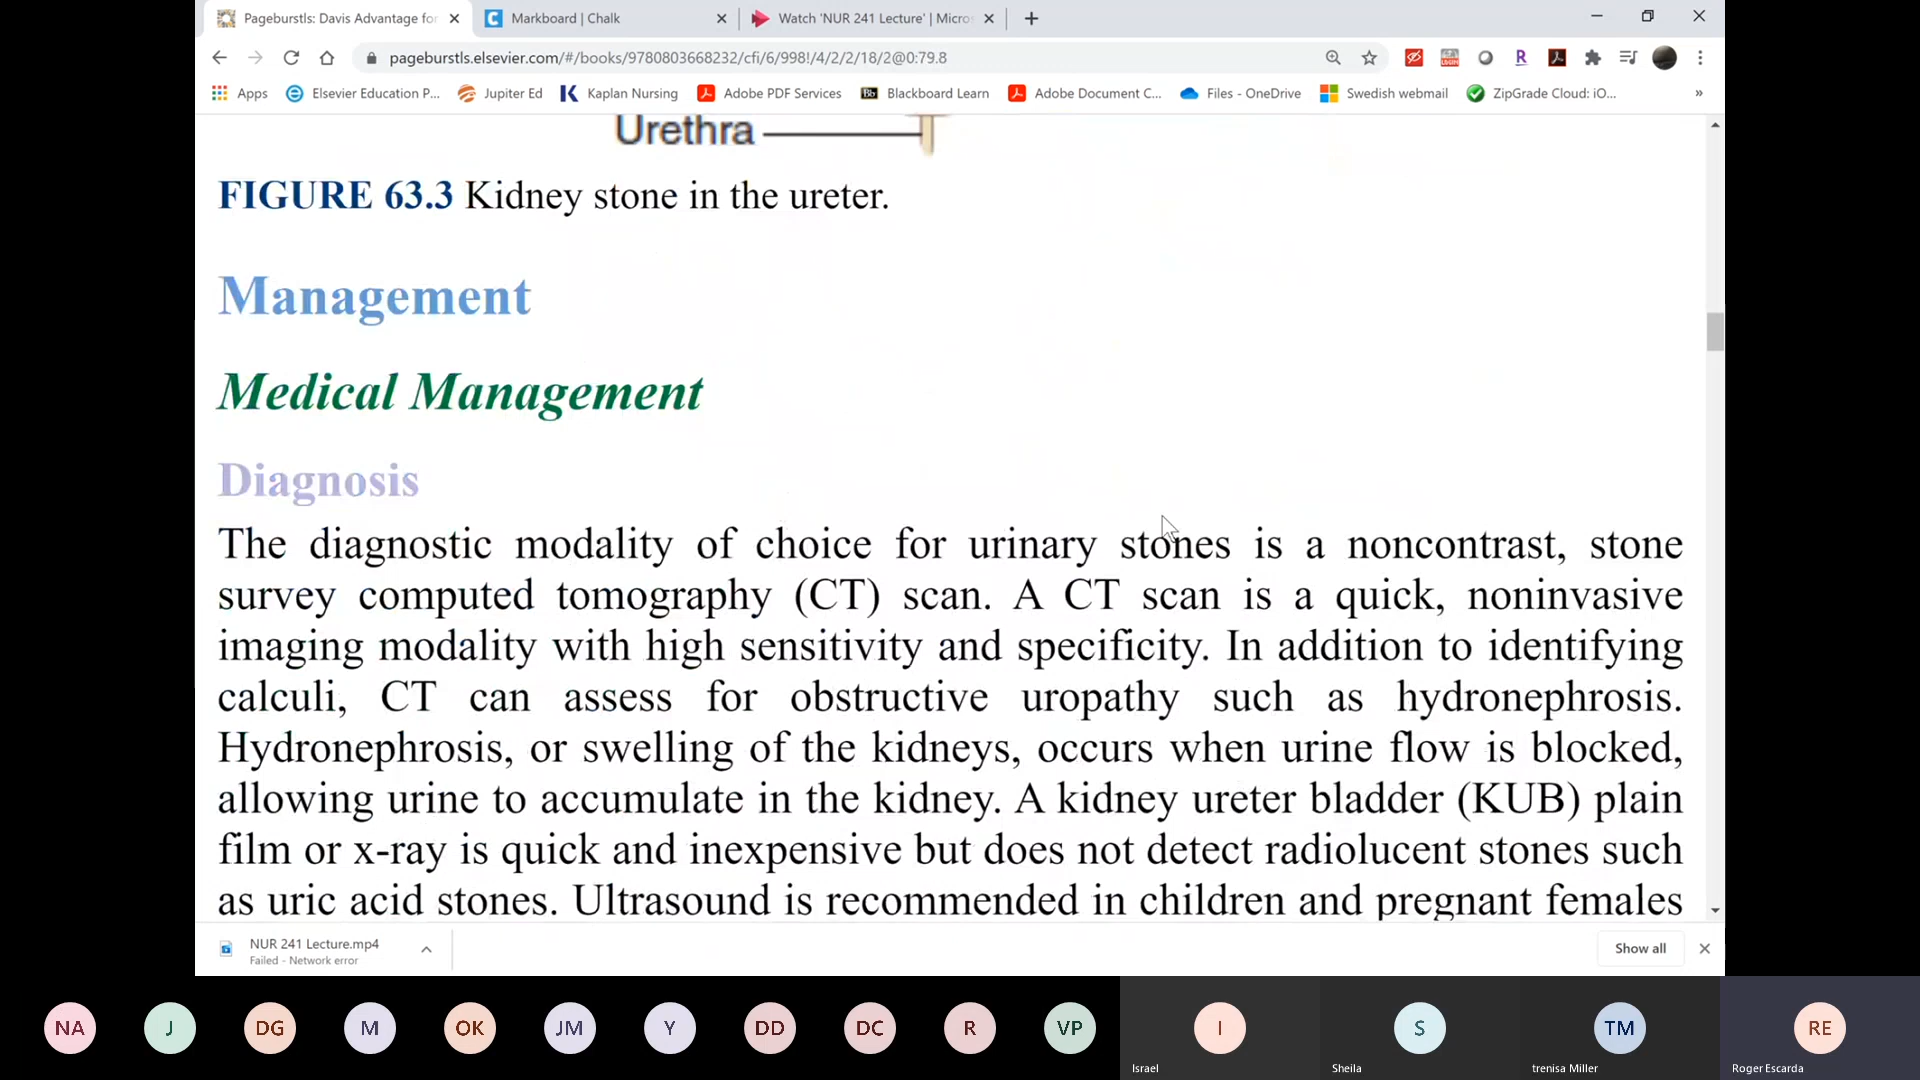 Pageburstls: Davis Advantage for
Markboard | Chalk
Watch 'NUR 241 Lecture' | Micros
pageburstls.elsevier.com/#/books/9780803668232/cfi/6/998!/4/2/2/18/2@0:79.8
Apps
Elsevier Education P...
Jupiter Ed
Kaplan Nursing
Adobe PDF Services
Blackboard Learn
Adobe Document C...
Files - OneDrive
Swedish webmail
ZipGrade Cloud: iO...
Urethra
FIGURE 63.3 Kidney stone in the ureter.
Management
Medical Management
Diagnosis
The diagnostic modality of choice for urinary stones is a noncontrast, stone
survey computed tomography (CT) scan. A CT scan is a quick, noninvasive
imaging modality with high sensitivity and specificity. In addition to identifying
calculi, CT can assess for obstructive uropathy such as hydronephrosis.
Hydronephrosis, or swelling of the kidneys, occurs when urine flow is blocked,
allowing urine to accumulate in the kidney. A kidney ureter bladder (KUB) plain
film or x-ray is quick and inexpensive but does not detect radiolucent stones such
as uric acid stones. Ultrasound is recommended in children and pregnant females
NUR 241 Lecture.mp4
Failed - Network error
Show all
NA
J
DG
M
OK
JM
Y
DD
DC
R
VP
I
S
TM
RE
Israel
Sheila
trenisa Miller
Roger Escarda